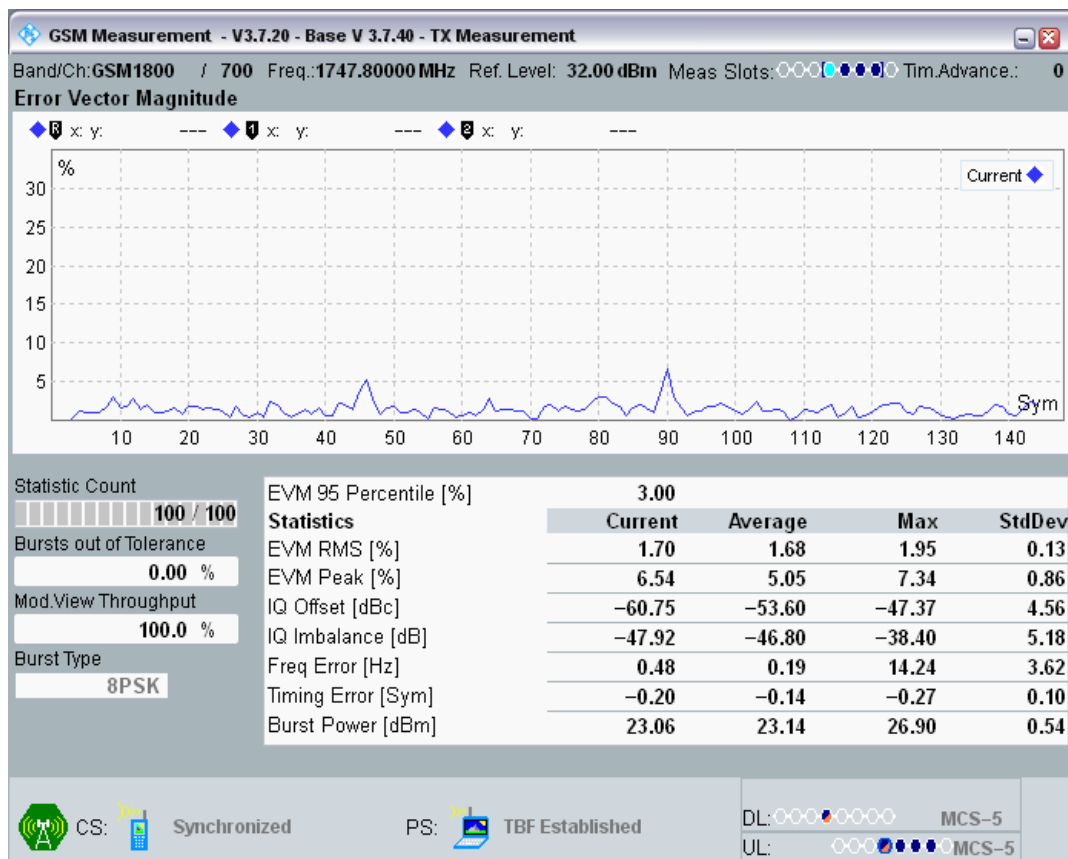 GSM Measurement - V3.7.20 - Base V 3.7.40 - TX Measurement
Band/Ch:GSM1800 / 700 Freq.:1747.80000 MHz Ref. Level: 32.00 dBm Meas Slots: Tim.Advance.: 0
Error Vector Magnitude
R x: y: --- 1 x: y: --- 2 x: y: ---
%
Current
30
25
20
15
10
5
Sym
10 20 30 40 50 60 70 80 90 100 110 120 130 140
Statistic Count
100 / 100
Bursts out of Tolerance
0.00 %
Mod.View Throughput
100.0 %
Burst Type
8PSK
EVM 95 Percentile [%] 3.00
Statistics Current Average Max StdDev
EVM RMS [%] 1.70 1.68 1.95 0.13
EVM Peak [%] 6.54 5.05 7.34 0.86
IQ Offset [dBc] −60.75 −53.60 −47.37 4.56
IQ Imbalance [dB] −47.92 −46.80 −38.40 5.18
Freq Error [Hz] 0.48 0.19 14.24 3.62
Timing Error [Sym] −0.20 −0.14 −0.27 0.10
Burst Power [dBm] 23.06 23.14 26.90 0.54
CS: Synchronized PS: TBF Established
DL: MCS−5
UL: MCS−5